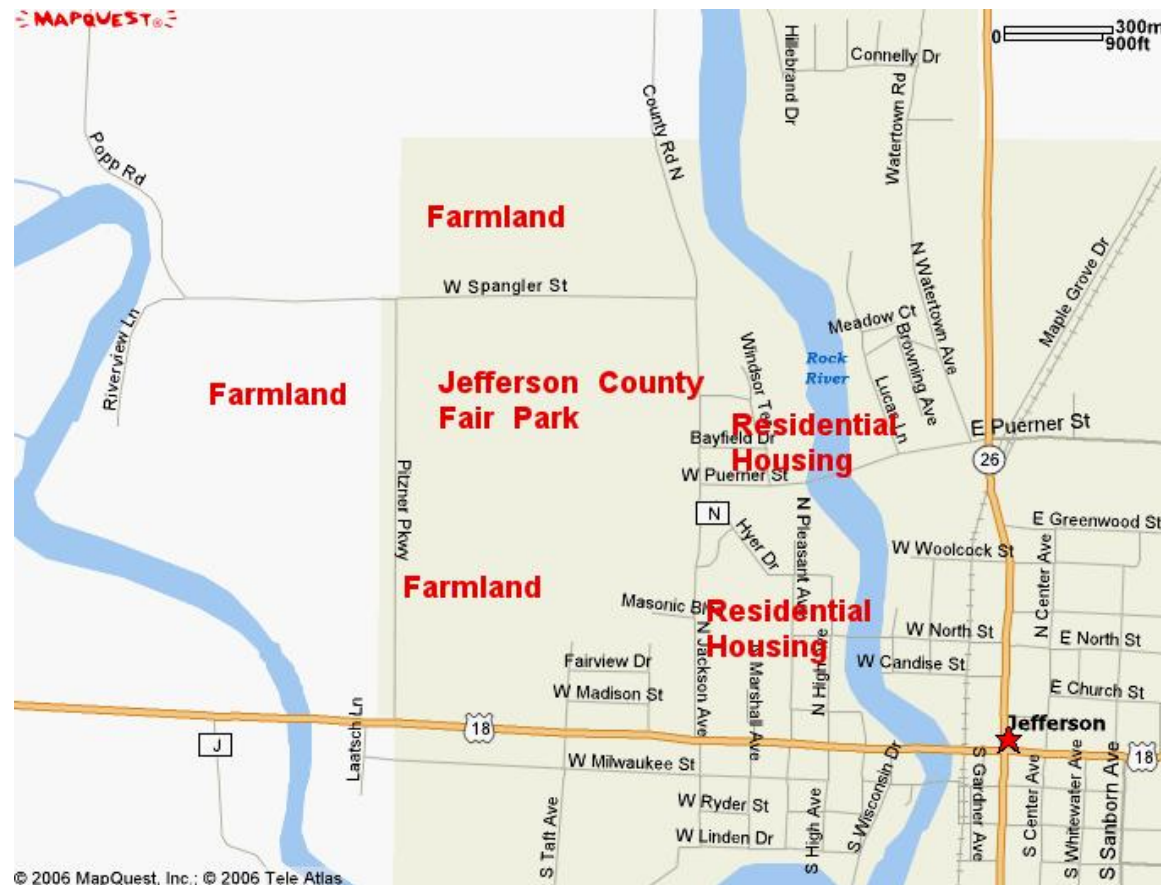 MAPQUEST®
0 300m
900ft
Hillebrand Dr
Connelly Dr
Watertown Rd
County Rd N
Popp Rd
Farmland
Maple Grove Dr
N Watertown Ave
W Spangler St
Riverview Ln
Meadow Ct
Browning Ave
Rock
River
Windsor Te
Lucas Ln
Farmland
Jefferson County
Fair Park
Residential
Housing
E Puerner St
Bayfield Dr
26
W Puerner St
Pitzner Pkwy
N
N Pleasant Ave
E Greenwood St
Hyer Dr
W Woolcock St
N Center Ave
Farmland
Masonic
Residential
Housing
N Jackson Ave
W North St
E North St
Fairview Dr
N Marshall Ave
N High Ave
W Candise St
W Madison St
E Church St
Laatsch Ln
Jefferson
18
J
18
W Milwaukee St
S Wisconsin Dr
S Gardner Ave
S Center Ave
S Whitewater Ave
S Sanborn Ave
W Ryder St
S High Ave
W Linden Dr
S Taft Ave
© 2006 MapQuest, Inc.; © 2006 Tele Atlas